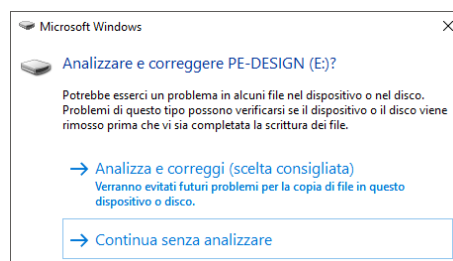 Microsoft Windows
Analizzare e correggere PE-DESIGN (E:)?
Potrebbe esserci un problema in alcuni file nel dispositivo o nel disco.
Problemi di questo tipo possono verificarsi se il dispositivo o il disco viene
rimosso prima che vi sia completata la scrittura dei file.
Analizza e correggi (scelta consigliata)
Verranno evitati futuri problemi per la copia di file in questo
dispositivo o disco.
Continua senza analizzare